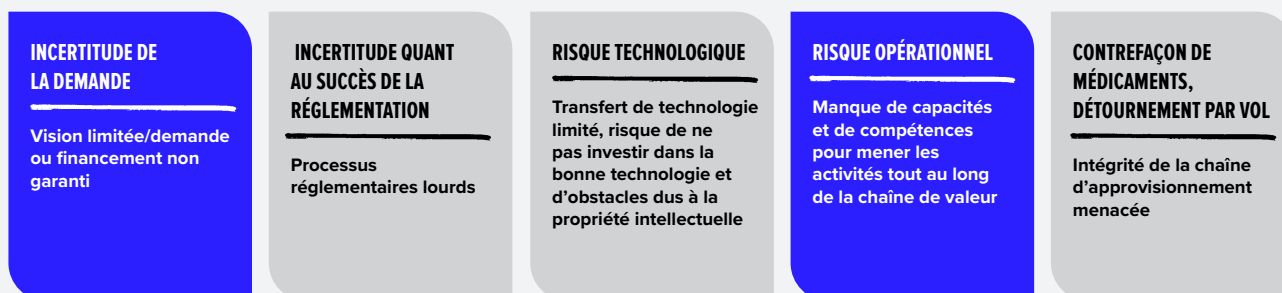 INCERTITUDE DE
LA DEMANDE
Vision limitée/demande
ou financement non
garanti
INCERTITUDE QUANT
AU SUCCÈS DE LA
RÉGLEMENTATION
Processus
réglementaires lourds
RISQUE TECHNOLOGIQUE
Transfert de technologie
limité, risque de ne
pas investir dans la
bonne technologie et
d'obstacles dus à la
propriété intellectuelle
RISQUE OPÉRATIONNEL
Manque de capacités
et de compétences
pour mener les
activités tout au long
de la chaîne de valeur
CONTREFAÇON DE
MÉDICAMENTS,
DÉTOURNEMENT PAR VOL
Intégrité de la chaîne
d'approvisionnement
menacée